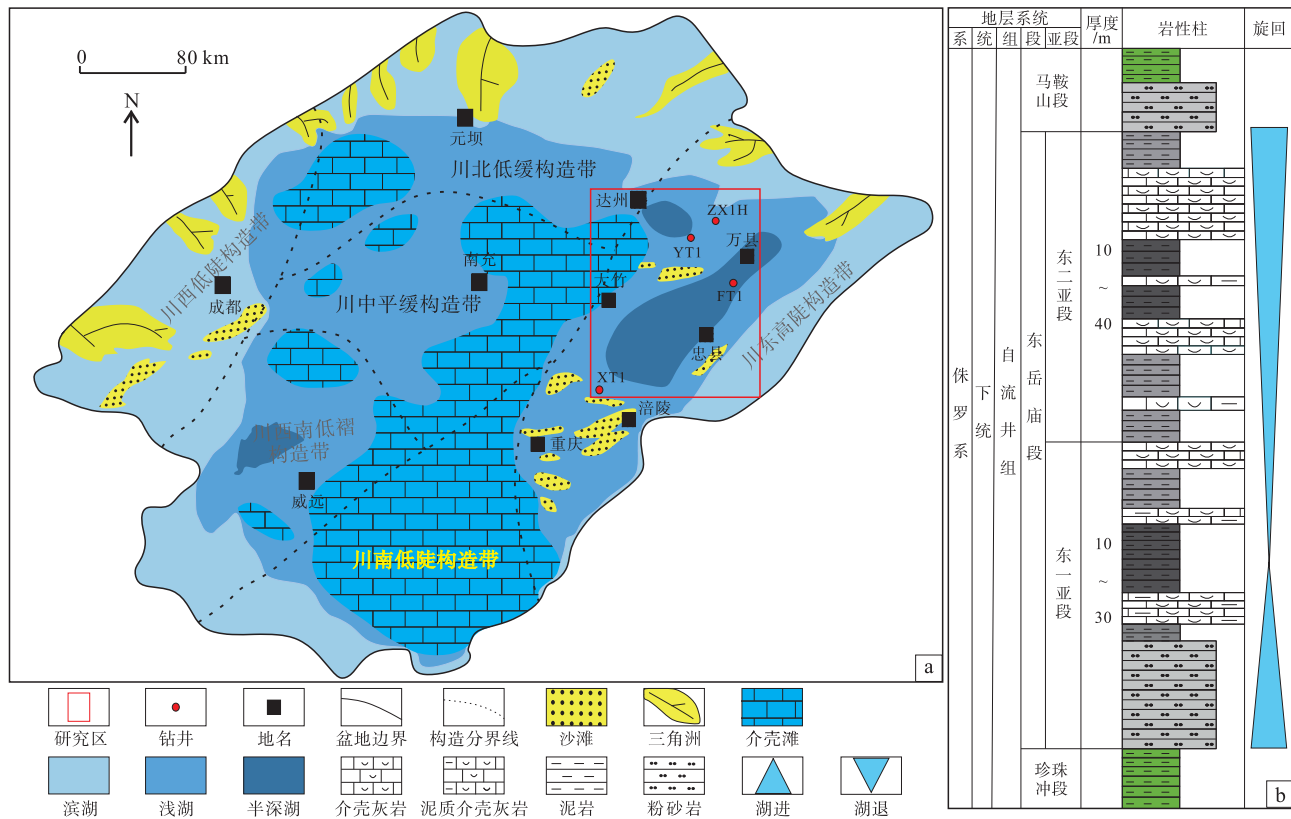 0
80 km
N
元坝
川北低缓构造带
达州
ZX1H
YT1
万县
川西低陡构造带
成都
南充
大竹
川中平缓构造带
FT1
川东高陡构造带
忠县
XT1
涪陵
重庆
川西南低褶
构造带
威远
川南低陡构造带
a
研究区
钻井
地名
盆地边界
构造分界线
沙滩
三角洲
介壳滩
滨湖
浅湖
半深湖
介壳灰岩
泥质介壳灰岩
泥岩
粉砂岩
湖进
湖退
地层系统
厚度
/m
岩性柱
旋回
系
统
组
段
亚段
马鞍
山段
侏罗系
下统
自流井组
东岳庙段
东二亚段
10
~
40
东一亚段
10
~
30
珍珠
冲段
b